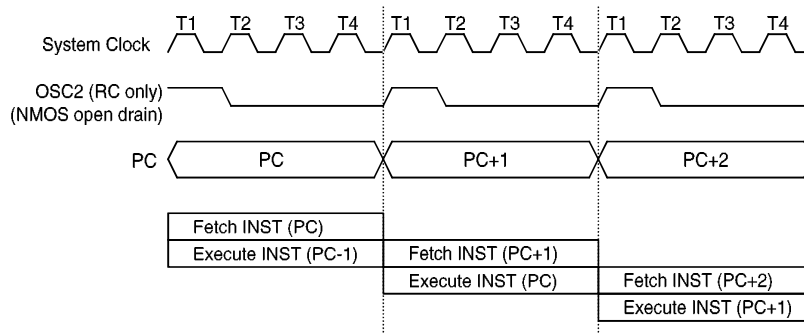 T1 T2 T3 T4 T1 T2 T3 T4 T1 T2 T3 T4
System Clock
OSC2 (RC only)
(NMOS open drain)
PC PC PC+1 PC+2
Fetch INST (PC)
Execute INST (PC-1) Fetch INST (PC+1)
Execute INST (PC) Fetch INST (PC+2)
Execute INST (PC+1)